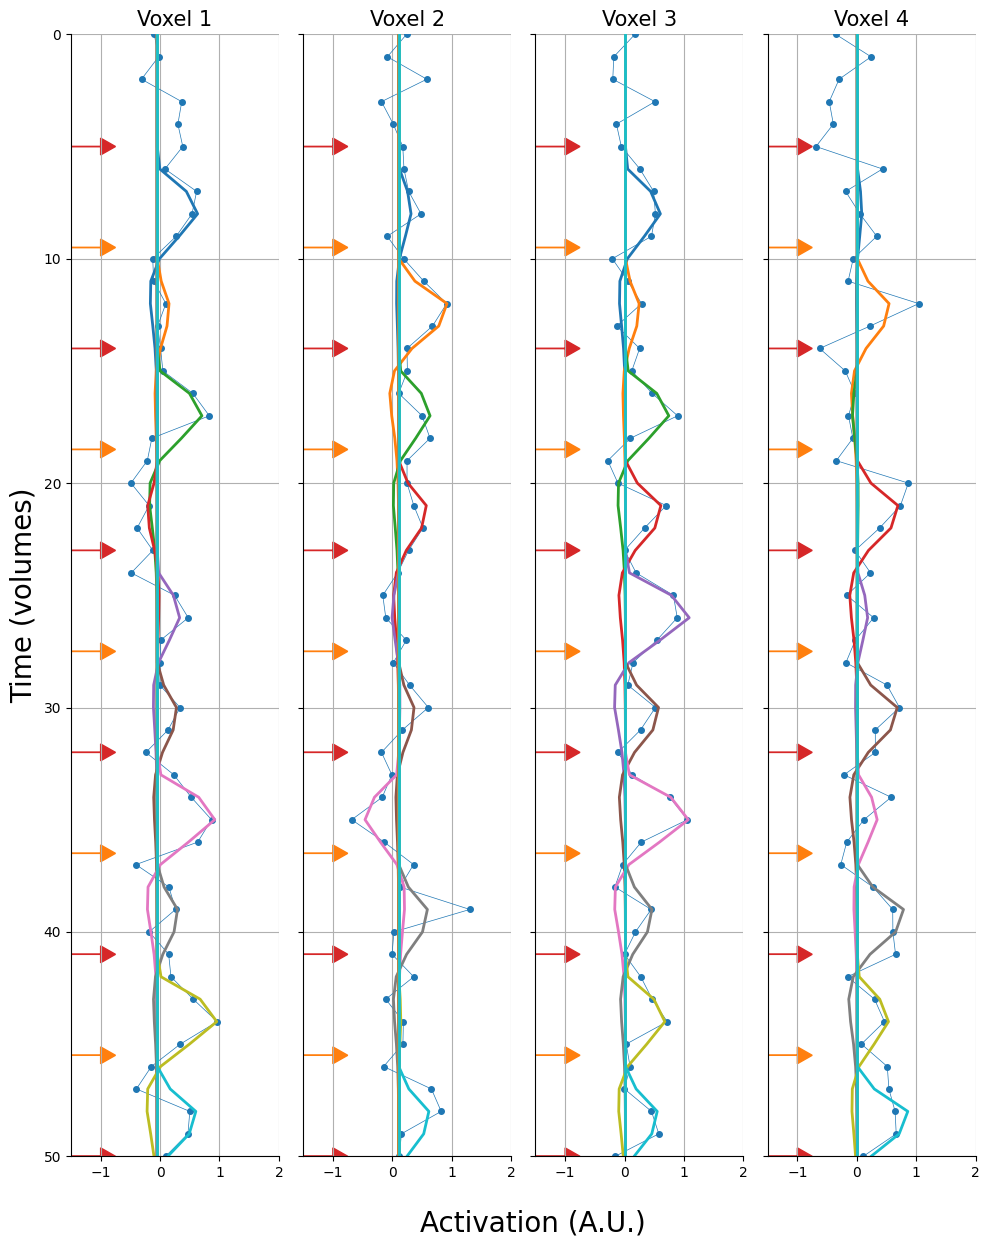 Voxel 1 Voxel 2 Voxel 3 Voxel 4
0
10
20
30
40
50
Time (volumes)
−1 0 1 2 −1 0 1 2 −1 0 1 2 −1 0 1 2
Activation (A.U.)